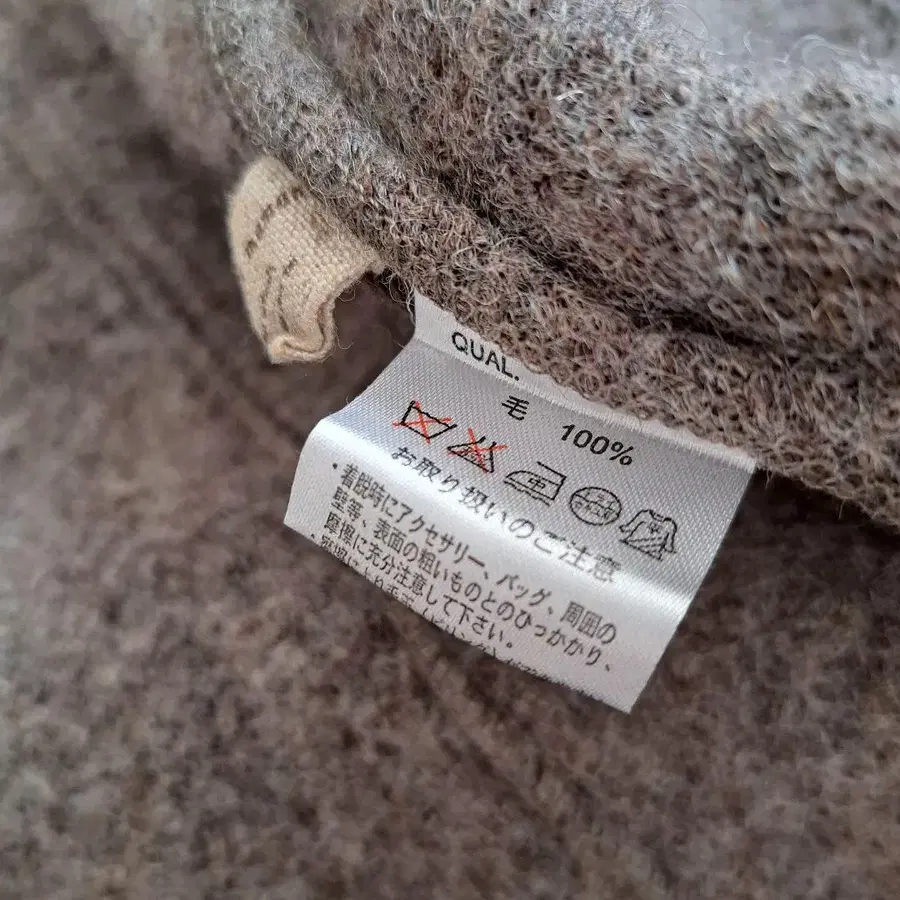 QUAL.
毛 100%
お取り扱いのご注意
・着脱時にアクセサリー、バッグ、周囲の
壁等、表面の粗いものとのひっかかり、
摩擦に充分注意して下さい。